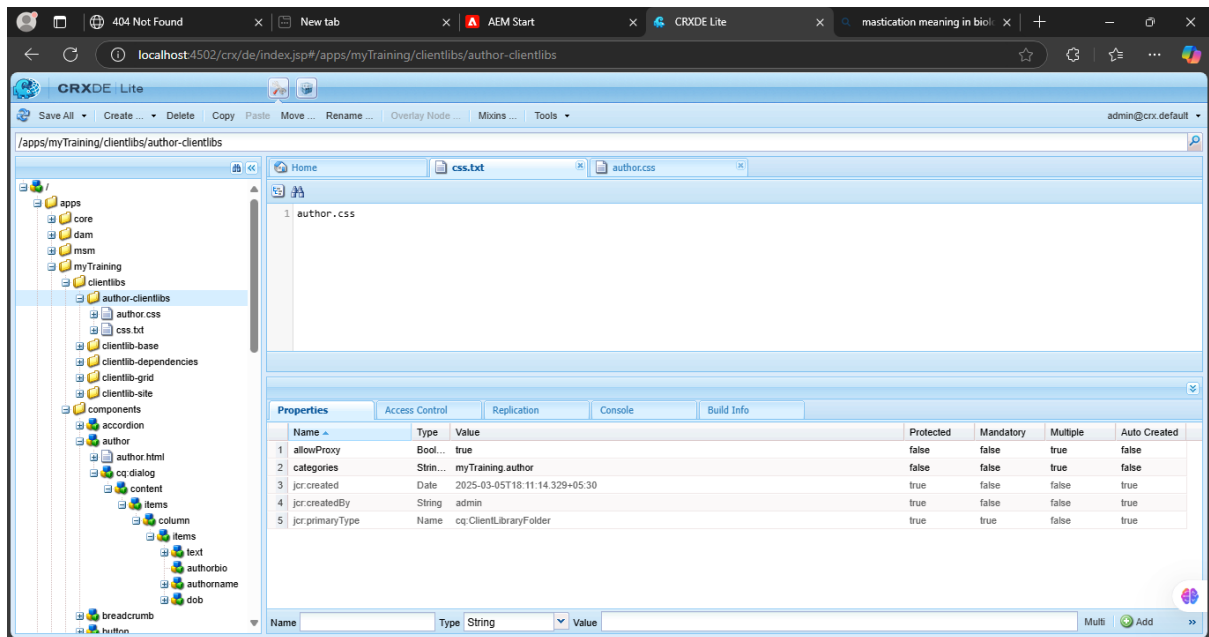 404 Not Found
New tab
AEM Start
CRXDE Lite
mastication meaning in biolo
localhost:4502/crx/de/index.jsp#/apps/myTraining/clientlibs/author-clientlibs
CRXDE Lite
Save All Create ... Delete Copy Paste Move ... Rename ... Overlay Node ... Mixins ... Tools admin@crx.default
/apps/myTraining/clientlibs/author-clientlibs
Home css.txt author.css
1 author.css
/
apps
core
dam
msm
myTraining
clientlibs
author-clientlibs
author.css
css.txt
clientlib-base
clientlib-dependencies
clientlib-grid
clientlib-site
components
accordion
author
author.html
cq:dialog
content
items
column
items
text
authorbio
authorname
dob
breadcrumb
button
Properties Access Control Replication Console Build Info
Name Type Value Protected Mandatory Multiple Auto Created
1 allowProxy Bool... true false false true false
2 categories Strin... myTraining.author false false true false
3 jcr:created Date 2025-03-05T18:11:14.329+05:30 true false false true
4 jcr:createdBy String admin true false false true
5 jcr:primaryType Name cq:ClientLibraryFolder true true false true
Name Type String Value Multi Add